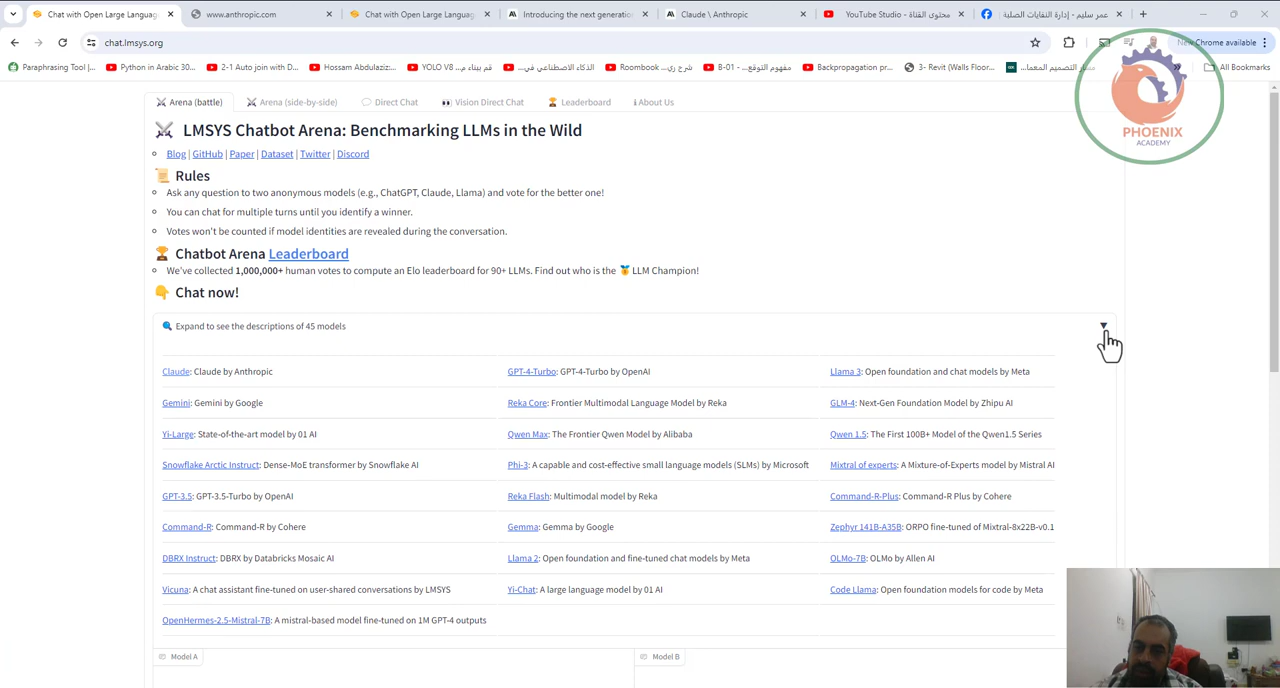 Chat with Open Large Languag
www.anthropic.com
Chat with Open Large Languag
Introducing the next generatio
Claude \ Anthropic
محتوى القناة - YouTube Studio
عمر سليم - إدارة النفايات الصلبة
chat.lmsys.org
New Chrome available
Paraphrasing Tool |...
Python in Arabic 30...
2-1 Auto join with D...
Hossam Abdulaziz:...
YOLO V8...
الذكاء الاصطناعي في...
Roombook شرح ري...
B-01 - مفهوم التوقع...
Backpropagation pr...
3- Revit (Walls Floor...
All Bookmarks
PHOENIX
ACADEMY
Arena (battle)
Arena (side-by-side)
Direct Chat
Vision Direct Chat
Leaderboard
About Us
LMSYS Chatbot Arena: Benchmarking LLMs in the Wild
Blog | GitHub | Paper | Dataset | Twitter | Discord
Rules
Ask any question to two anonymous models (e.g., ChatGPT, Claude, Llama) and vote for the better one!
You can chat for multiple turns until you identify a winner.
Votes won't be counted if model identities are revealed during the conversation.
Chatbot Arena Leaderboard
We've collected 1,000,000+ human votes to compute an Elo leaderboard for 90+ LLMs. Find out who is the 🥇 LLM Champion!
Chat now!
Expand to see the descriptions of 45 models
Claude: Claude by Anthropic
GPT-4-Turbo: GPT-4-Turbo by OpenAI
Llama 3: Open foundation and chat models by Meta
Gemini: Gemini by Google
Reka Core: Frontier Multimodal Language Model by Reka
GLM-4: Next-Gen Foundation Model by Zhipu AI
Yi-Large: State-of-the-art model by 01 AI
Qwen Max: The Frontier Qwen Model by Alibaba
Qwen 1.5: The First 100B+ Model of the Qwen1.5 Series
Snowflake Arctic Instruct: Dense-MoE transformer by Snowflake AI
Phi-3: A capable and cost-effective small language models (SLMs) by Microsoft
Mixtral of experts: A Mixture-of-Experts model by Mistral AI
GPT-3.5: GPT-3.5-Turbo by OpenAI
Reka Flash: Multimodal model by Reka
Command-R-Plus: Command-R Plus by Cohere
Command-R: Command-R by Cohere
Gemma: Gemma by Google
Zephyr 141B-A35B: ORPO fine-tuned of Mixtral-8x22B-v0.1
DBRX Instruct: DBRX by Databricks Mosaic AI
Llama 2: Open foundation and fine-tuned chat models by Meta
OLMo-7B: OLMo by Allen AI
Vicuna: A chat assistant fine-tuned on user-shared conversations by LMSYS
Yi-Chat: A large language model by 01 AI
Code Llama: Open foundation models for code by Meta
OpenHermes-2.5-Mistral-7B: A mistral-based model fine-tuned on 1M GPT-4 outputs
Model A
Model B